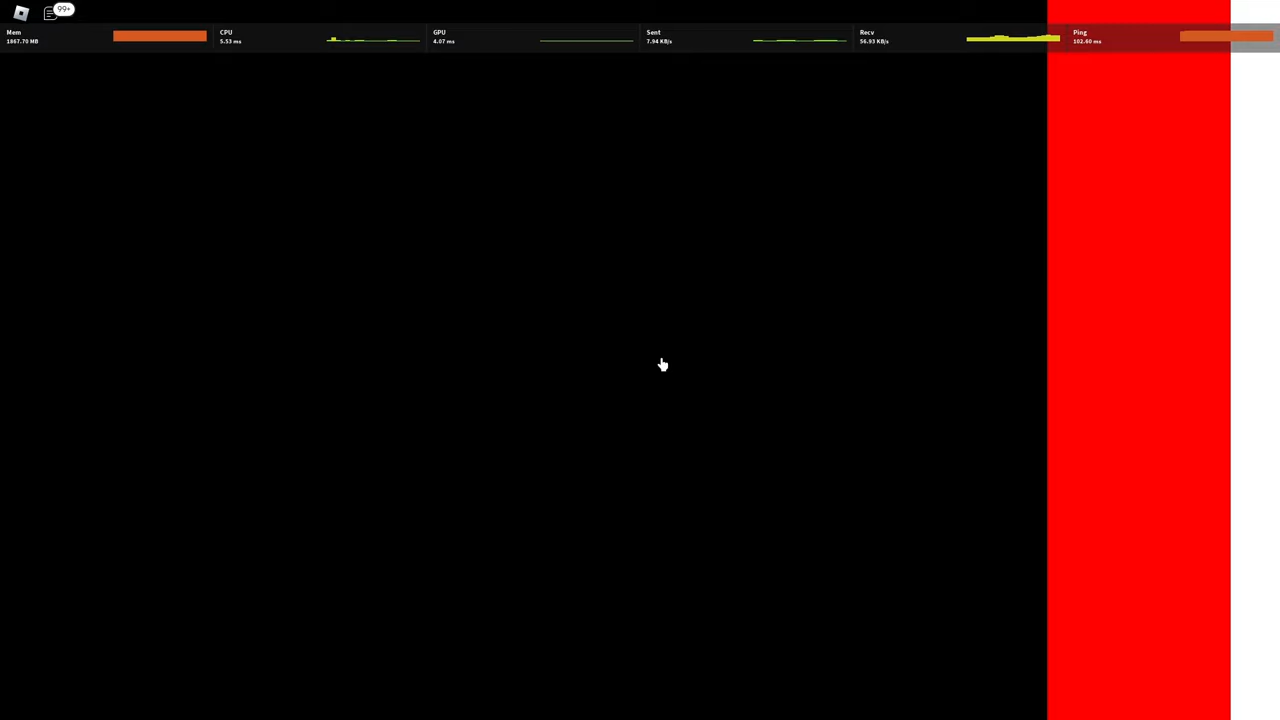 99+
Mem CPU GPU Sent Recv Ping
1867.70 MB 5.53 ms 4.07 ms 7.94 KB/s 56.93 KB/s 102.60 ms